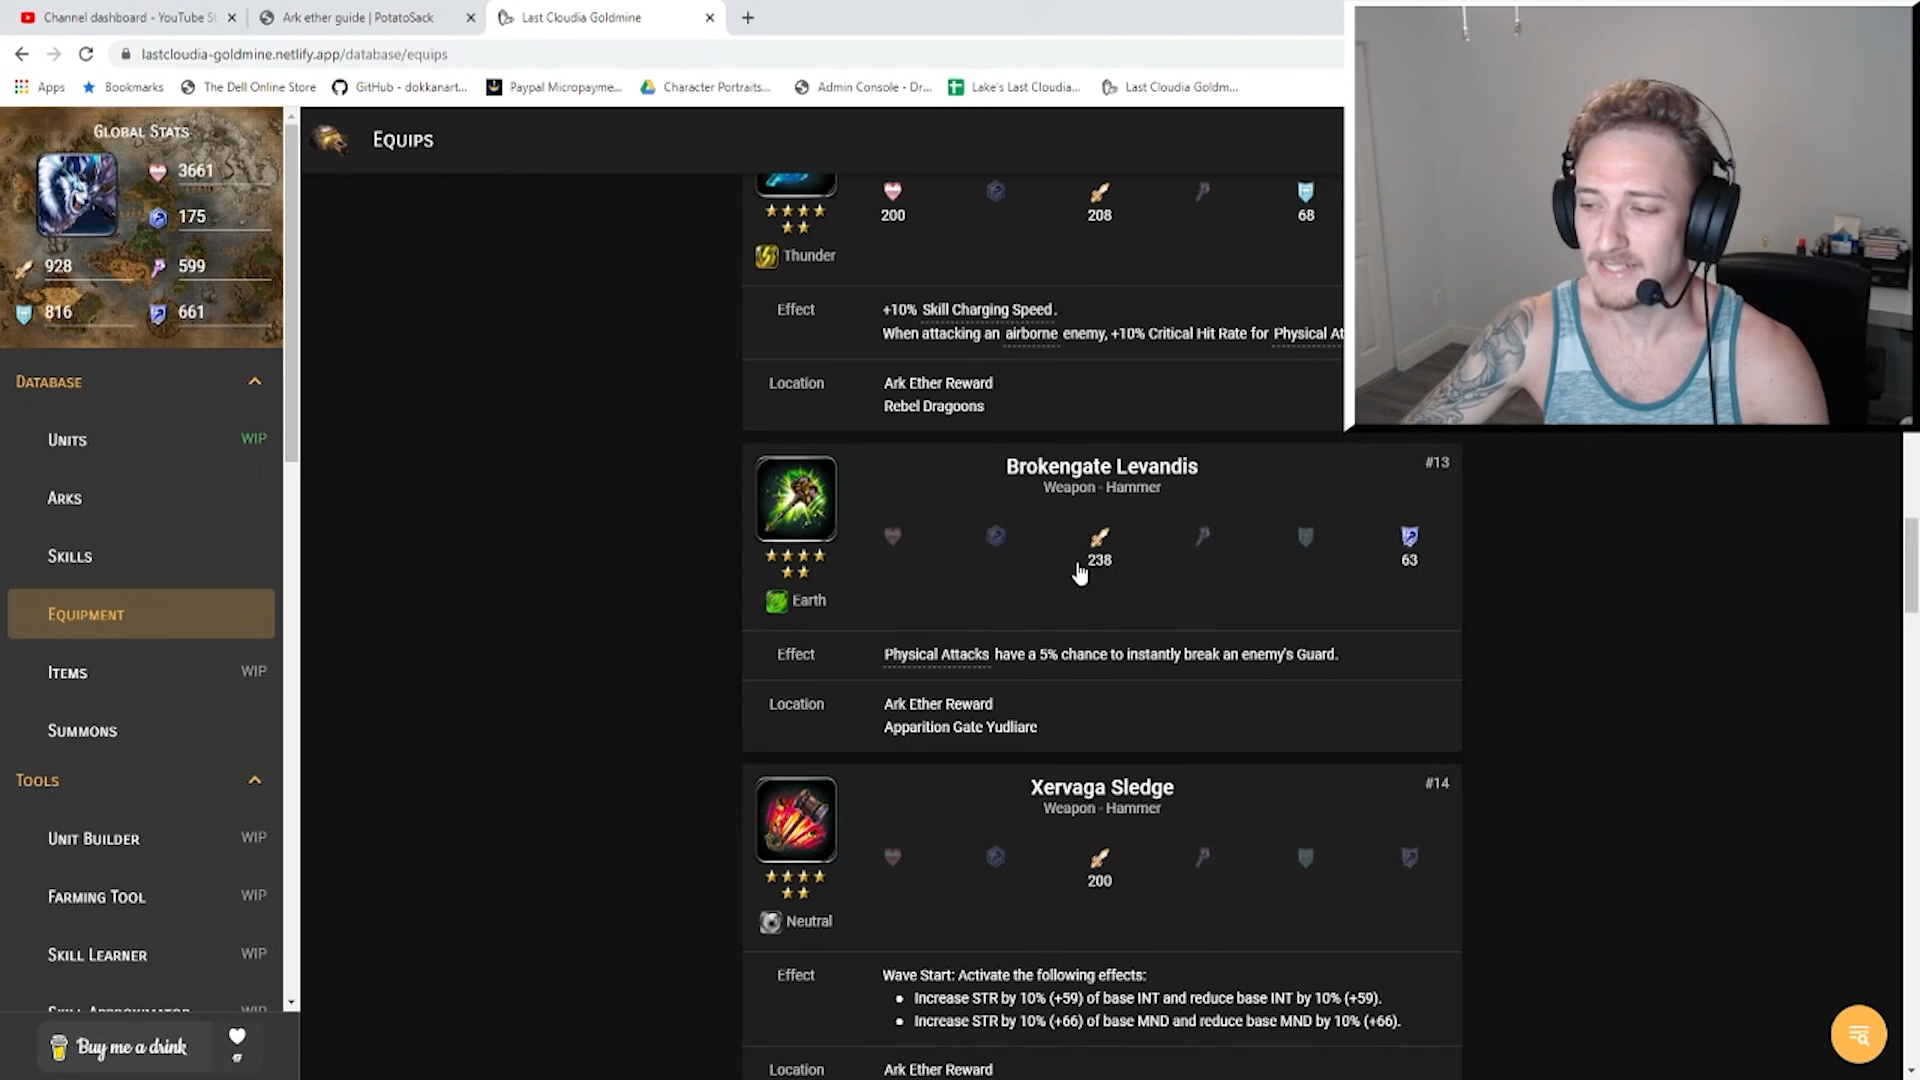 Channel dashboard - YouTube St
Ark ether guide | PotatoSack
Last Cloudia Goldmine
lastcloudia-goldmine.netlify.app/database/equips
Apps
Bookmarks
The Dell Online Store
GitHub - dokkanart...
Paypal Micropayme...
Character Portraits...
Admin Console - Dr...
Lake's Last Cloudia...
Last Cloudia Goldm...
Global Stats
3661
175
928
599
816
661
Database
Units WIP
Arks
Skills
Equipment
Items WIP
Summons
Tools
Unit Builder WIP
Farming Tool WIP
Skill Learner WIP
Skill Approximator WIP
Buy me a drink
Equips
200
208
68
Thunder
Effect
+10% Skill Charging Speed.
When attacking an airborne enemy, +10% Critical Hit Rate for Physical At
Location
Ark Ether Reward
Rebel Dragoons
Brokengate Levandis
#13
Weapon - Hammer
238
63
Earth
Effect
Physical Attacks have a 5% chance to instantly break an enemy's Guard.
Location
Ark Ether Reward
Apparition Gate Yudliare
Xervaga Sledge
#14
Weapon - Hammer
200
Neutral
Effect
Wave Start: Activate the following effects:
• Increase STR by 10% (+59) of base INT and reduce base INT by 10% (+59).
• Increase STR by 10% (+66) of base MND and reduce base MND by 10% (+66).
Location
Ark Ether Reward